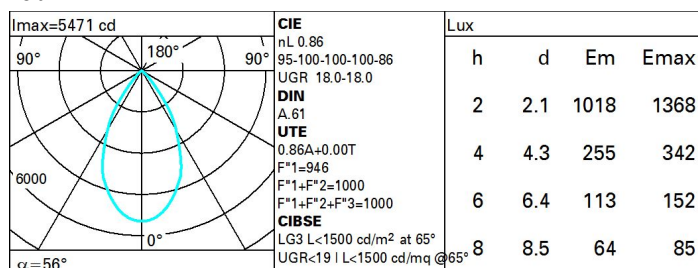 Imax=5471 cd
90°
180°
90°
6000
0°
α=56°
CIE
nL 0.86
95-100-100-100-86
UGR 18.0-18.0
DIN
A.61
UTE
0.86A+0.00T
F"1=946
F"1+F"2=1000
F"1+F"2+F"3=1000
CIBSE
LG3 L<1500 cd/m² at 65°
UGR<19 | L<1500 cd/mq @65°
Lux
h d Em Emax
2 2.1 1018 1368
4 4.3 255 342
6 6.4 113 152
8 8.5 64 85